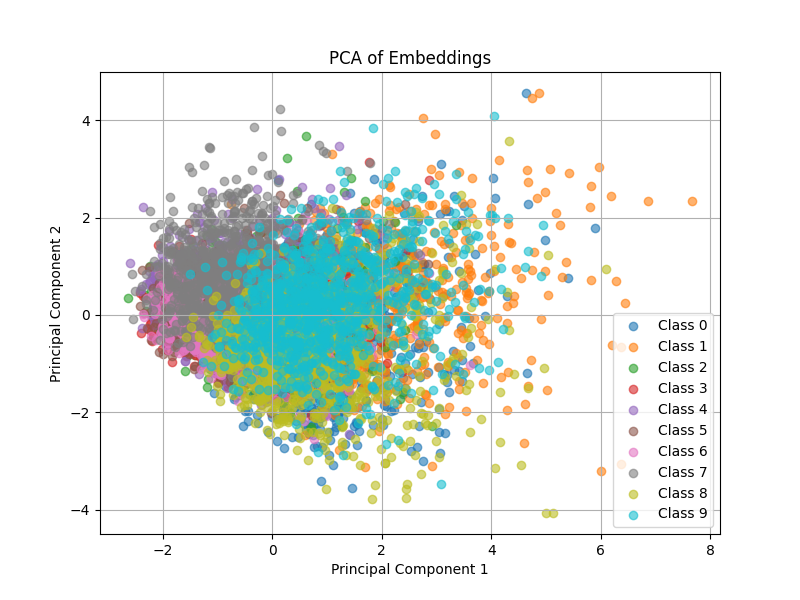 PCA of Embeddings
Principal Component 2
4
2
0
−2
−4
Class 0
Class 1
Class 2
Class 3
Class 4
Class 5
Class 6
Class 7
Class 8
Class 9
−2
0
2
4
6
8
Principal Component 1